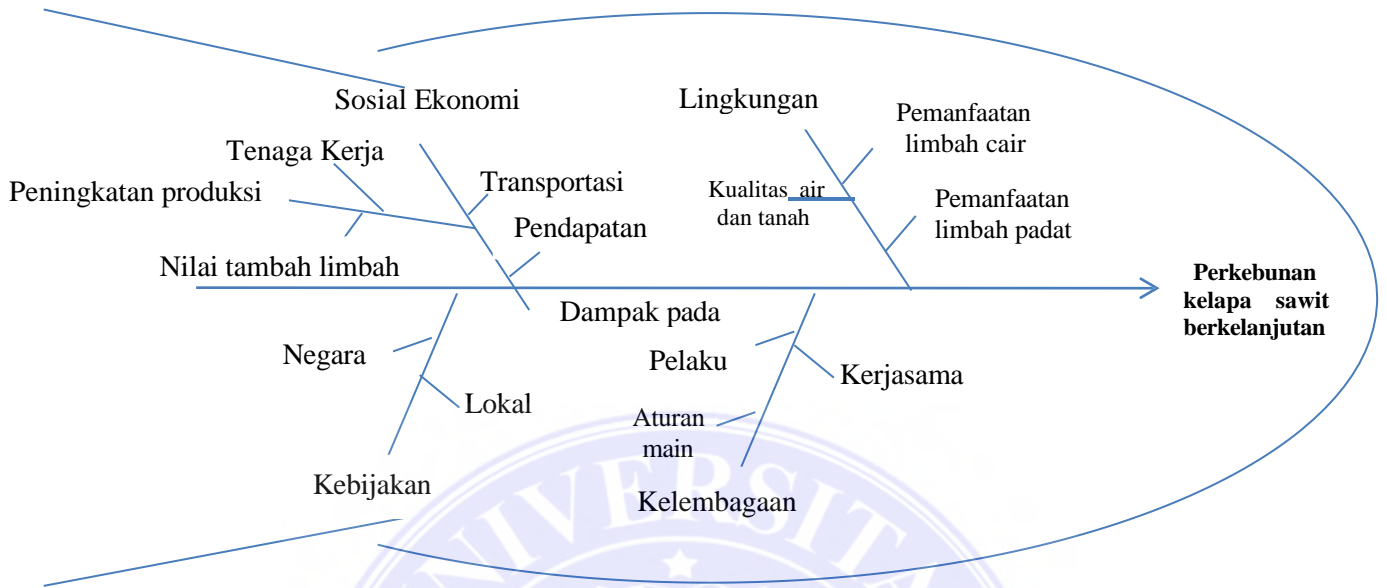 Sosial Ekonomi
Lingkungan
Pemanfaatan
limbah cair
Tenaga Kerja
Peningkatan produksi
Transportasi
Kualitas air
dan tanah
Pemanfaatan
limbah padat
Pendapatan
Nilai tambah limbah
Perkebunan
kelapa sawit
berkelanjutan
Dampak pada
Negara
Pelaku
Kerjasama
Lokal
Aturan
main
Kebijakan
Kelembagaan
UNIVERSITA